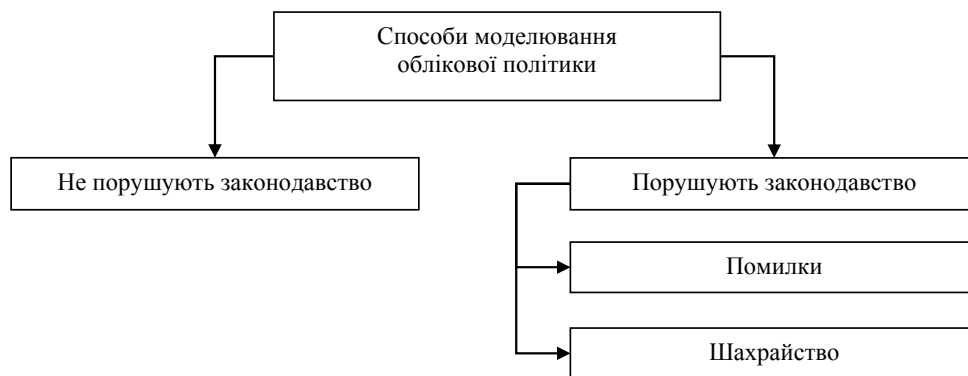 Способи моделювання
облікової політики
Не порушують законодавство
Порушують законодавство
Помилки
Шахрайство